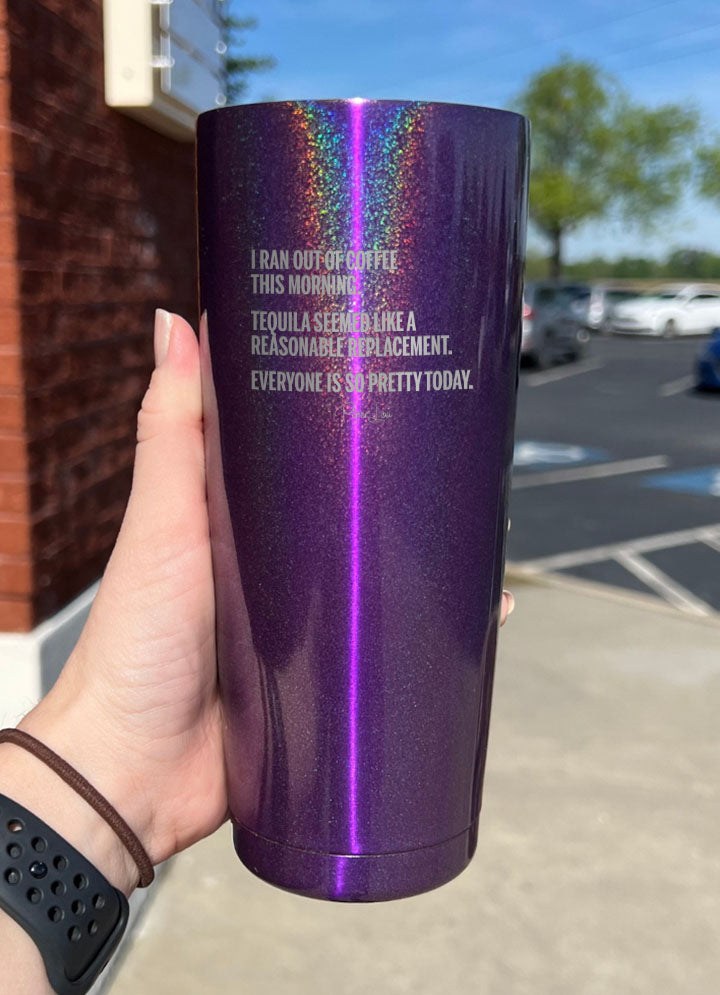 I RAN OUT OF COFFEE
THIS MORNING.
TEQUILA SEEMED LIKE A
REASONABLE REPLACEMENT.
EVERYONE IS SO PRETTY TODAY.